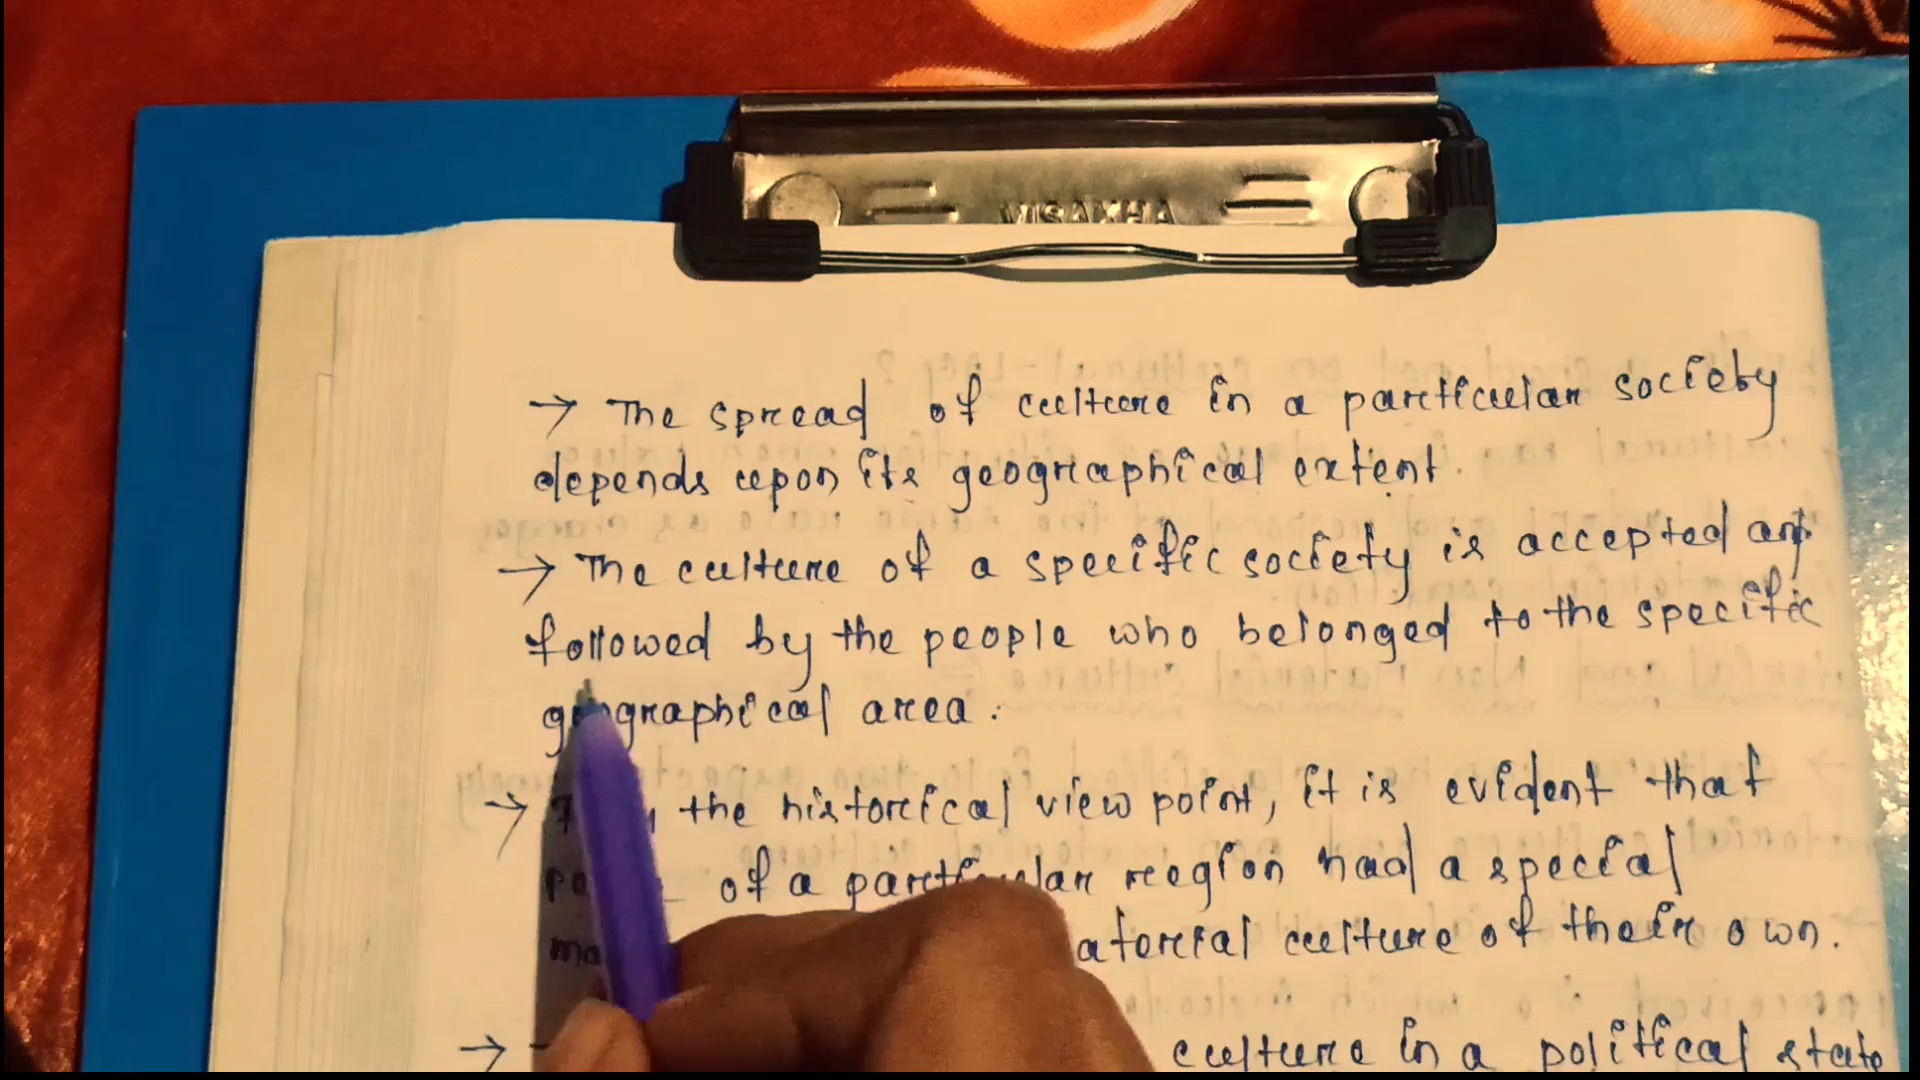 VISAKHA
→ The spread of culture in a particular society
depends upon its geographical extent.
→ The culture of a specific society is accepted and
followed by the people who belonged to the specific
geographical area.
→ the historical view point, it is evident that
of a particular region had a special
material culture of their own.
→ culture in a political state